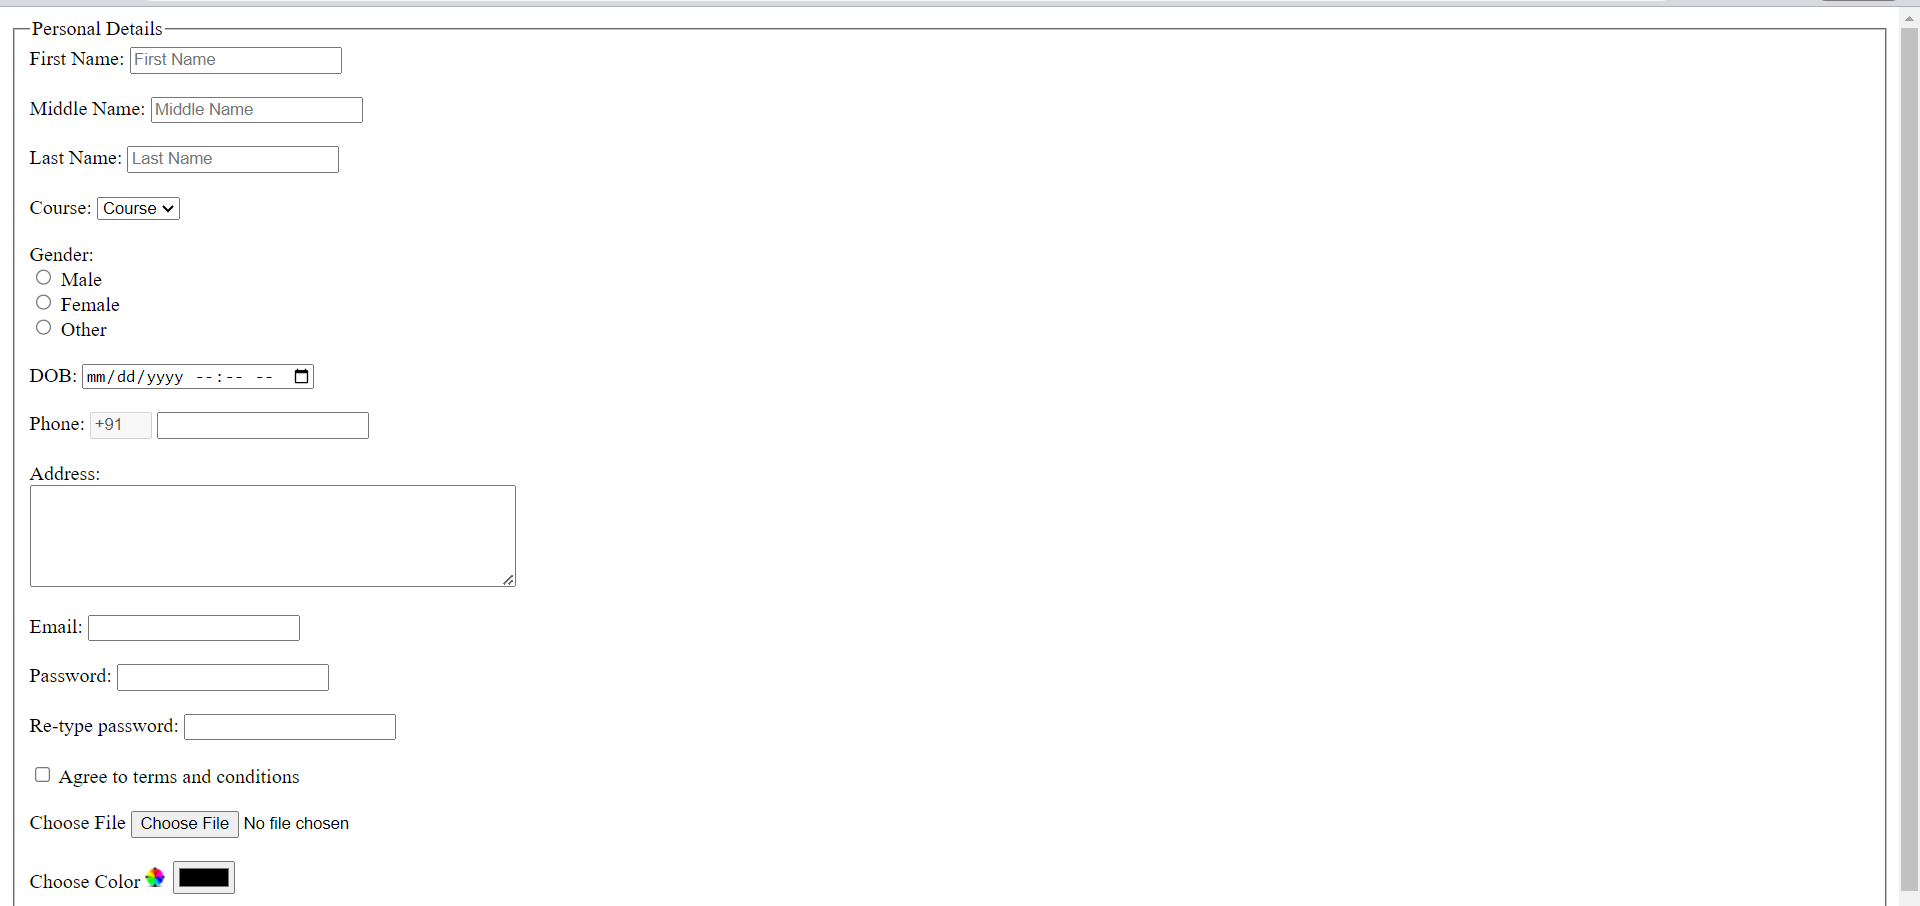 Personal Details
First Name: First Name
Middle Name: Middle Name
Last Name: Last Name
Course: Course
Gender:
Male
Female
Other
DOB: mm/dd/yyyy --:-- --
Phone: +91
Address:
Email:
Password:
Re-type password:
Agree to terms and conditions
Choose File Choose File No file chosen
Choose Color